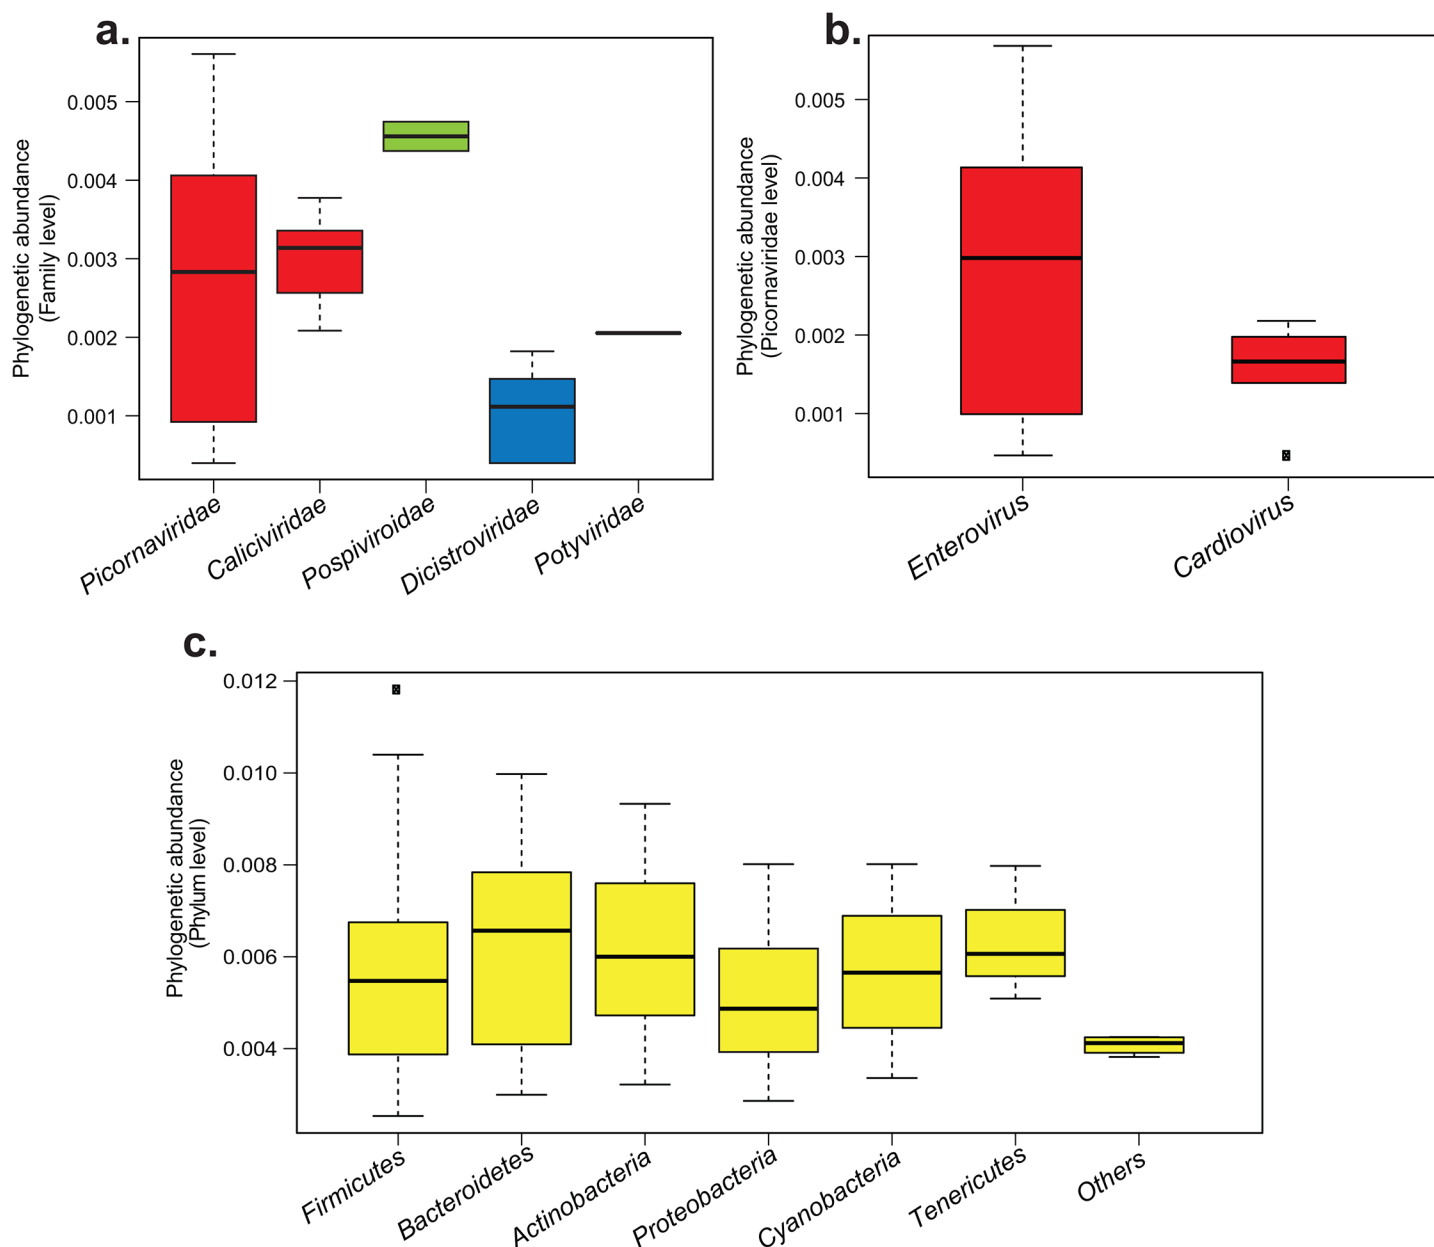 a.
Phylogenetic abundance
(Family level)
0.005
0.004
0.003
0.002
0.001
Picornaviridae
Caliciviridae
Pospiviroidae
Dicistroviridae
Potyviridae
b.
Phylogenetic abundance
(Picornaviridae level)
0.005
0.004
0.003
0.002
0.001
Enterovirus
Cardiovirus
c.
Phylogenetic abundance
(Phylum level)
0.012
0.010
0.008
0.006
0.004
Firmicutes
Bacteroidetes
Actinobacteria
Proteobacteria
Cyanobacteria
Tenericutes
Others